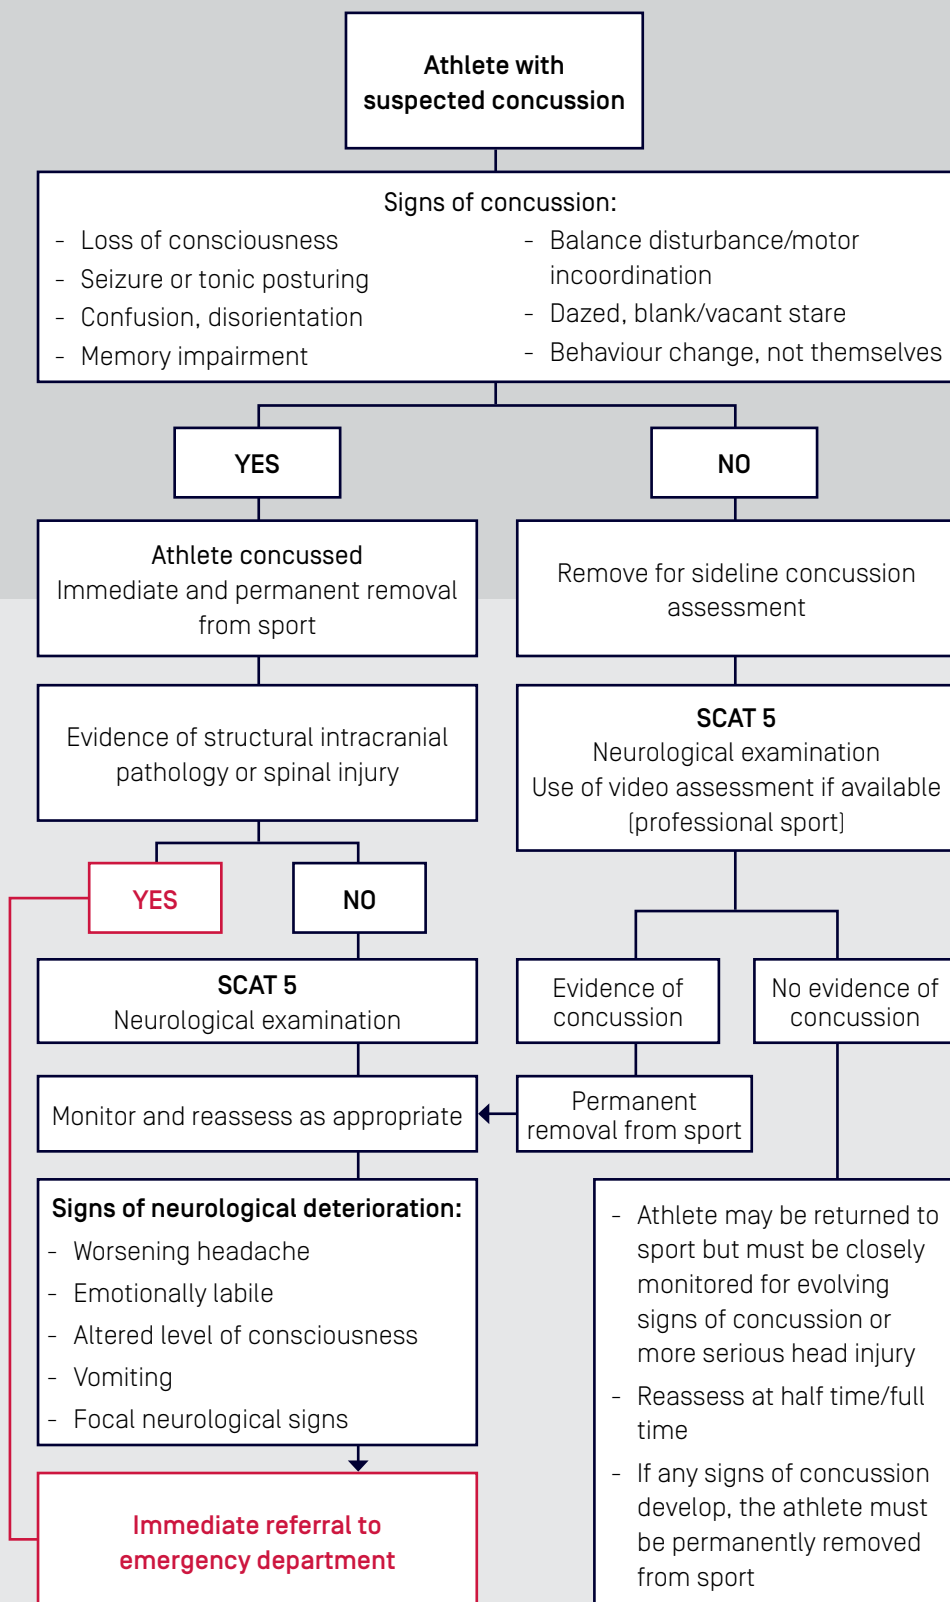 Athlete with
suspected concussion
Signs of concussion:
- Loss of consciousness
- Seizure or tonic posturing
- Confusion, disorientation
- Memory impairment
- Balance disturbance/motor
incoordination
- Dazed, blank/vacant stare
- Behaviour change, not themselves
YES
NO
Athlete concussed
Immediate and permanent removal
from sport
Remove for sideline concussion
assessment
Evidence of structural intracranial
pathology or spinal injury
SCAT 5
Neurological examination
Use of video assessment if available
(professional sport)
YES
NO
SCAT 5
Neurological examination
Evidence of
concussion
No evidence of
concussion
Monitor and reassess as appropriate
Permanent
removal from sport
Signs of neurological deterioration:
- Worsening headache
- Emotionally labile
- Altered level of consciousness
- Vomiting
- Focal neurological signs
- Athlete may be returned to
sport but must be closely
monitored for evolving
signs of concussion or
more serious head injury
- Reassess at half time/full
time
- If any signs of concussion
develop, the athlete must
be permanently removed
from sport
Immediate referral to
emergency department